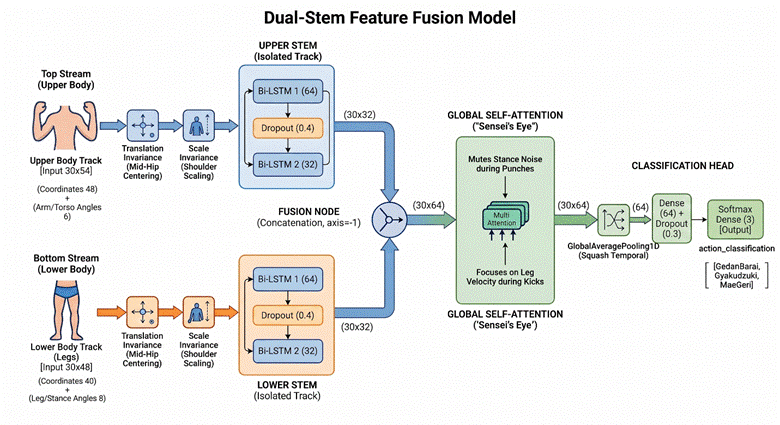 Dual-Stem Feature Fusion Model
Top Stream
(Upper Body)
Upper Body Track
[Input 30x54]
(Coordinates 48)
+
(Arm/Torso Angles
6)
Translation
Invariance
(Mid-Hip
Centering)
Scale
Invariance
(Shoulder
Scaling)
UPPER STEM
(Isolated Track)
Bi-LSTM 1 (64)
Dropout (0.4)
Bi-LSTM 2 (32)
(30x32)
Bottom Stream
(Lower Body)
Lower Body Track
(Legs)
[Input 30x48]
(Coordinates 40)
+
(Leg/Stance Angles 8)
Translation
Invariance
(Mid-Hip
Centering)
Scale
Invariance
(Shoulder
Scaling)
Bi-LSTM 1 (64)
Dropout (0.4)
Bi-LSTM 2 (32)
LOWER STEM
(Isolated Track)
(30x32)
FUSION NODE
(Concatenation, axis=-1)
(30x64)
GLOBAL SELF-ATTENTION
("Sensei's Eye")
Mutes Stance Noise
during Punches
Multi
Attention
Focuses on Leg
Velocity during Kicks
GLOBAL SELF-ATTENTION
("Sensei's Eye')
(30x64)
GlobalAveragePooling1D
(Squash Temporal)
(64)
CLASSIFICATION HEAD
Dense
(64) +
Dropout
(0.3)
Softmax
Dense (3)
[Output]
action_classification
[GedanBarai,
Gyakudzuki,
MaeGeri]